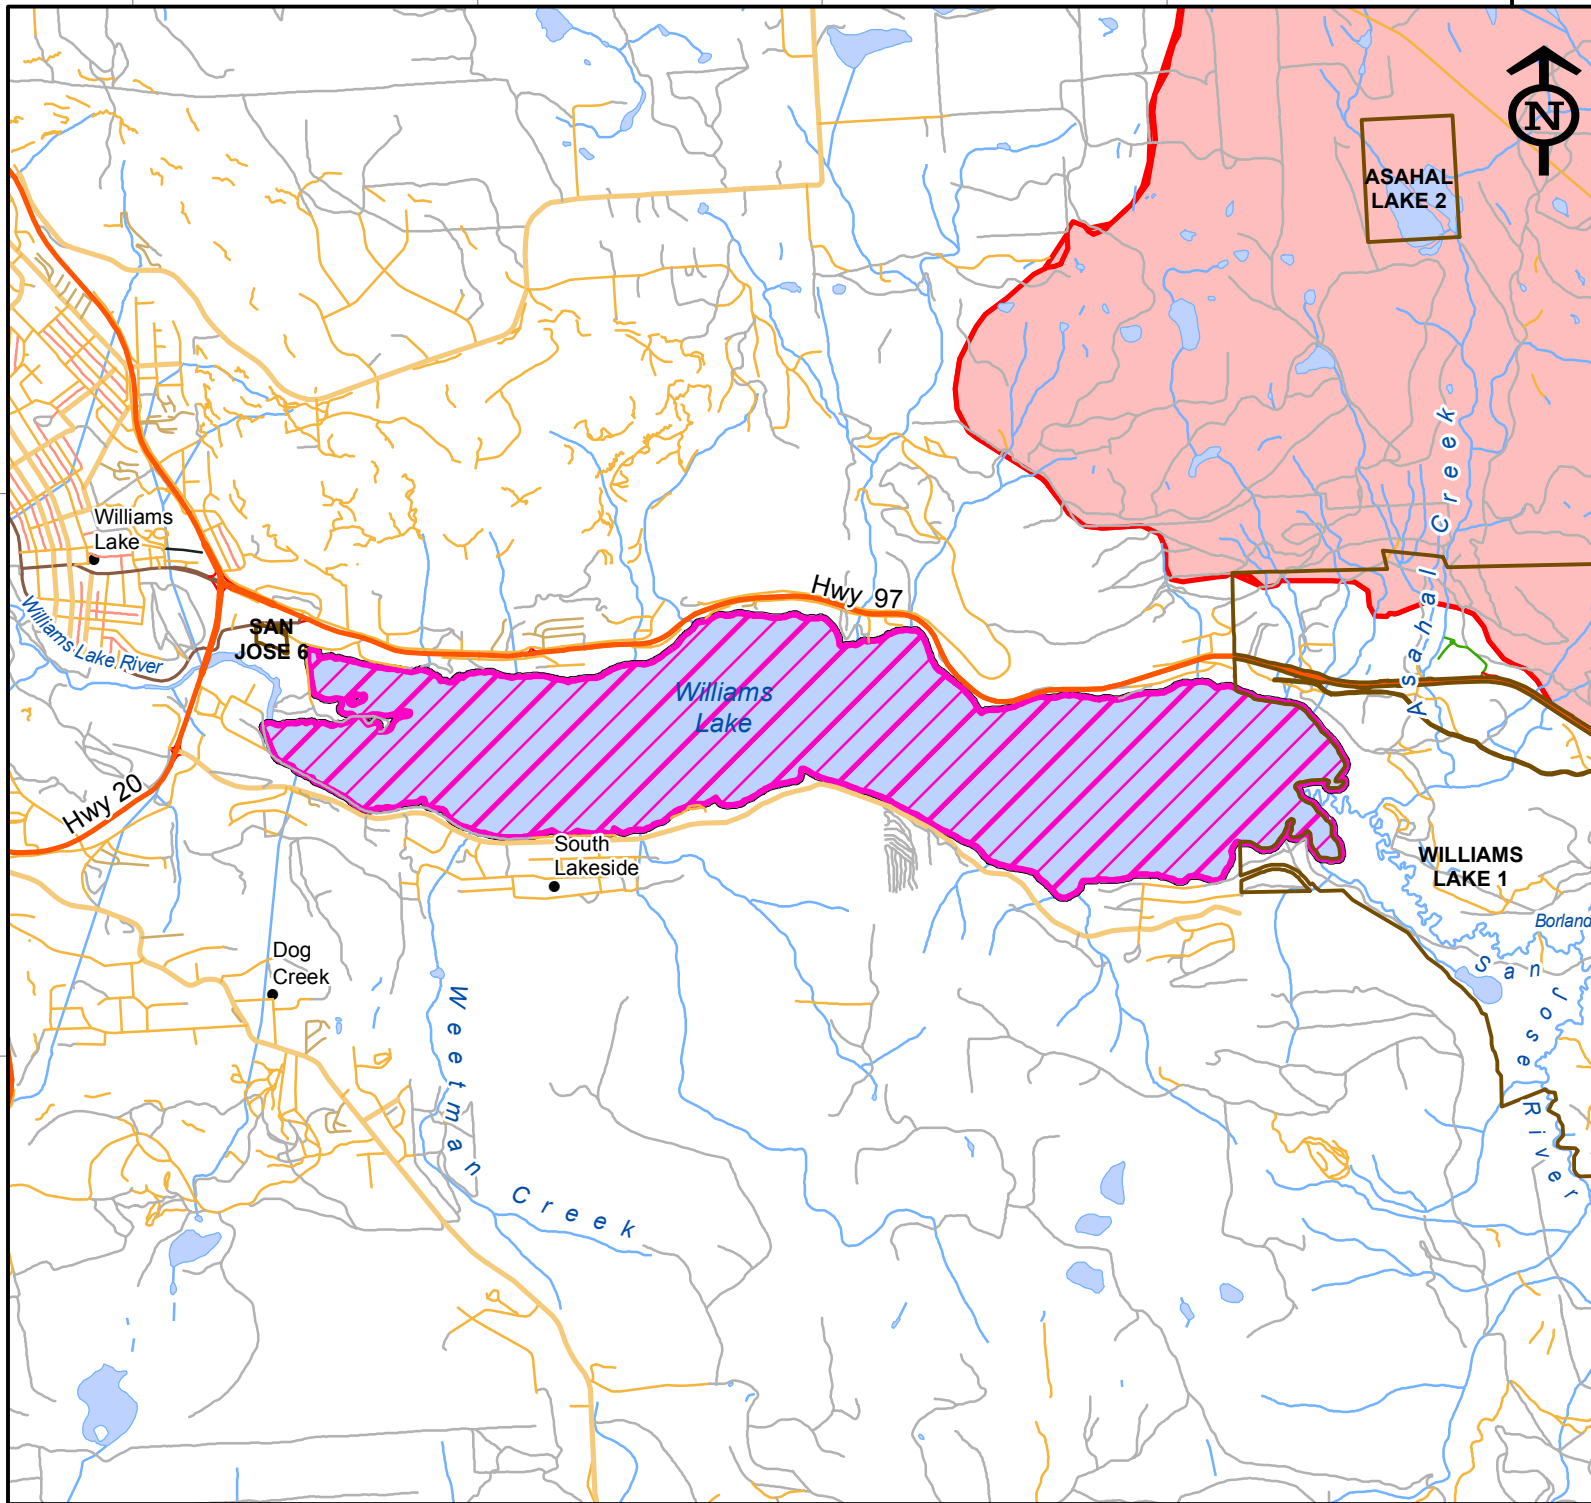 N
ASAHAL
LAKE 2
Asahal Creek
Williams
Lake
Hwy 97
SAN
JOSE 6
Williams Lake River
Williams
Lake
Hwy 20
South
Lakeside
WILLIAMS
LAKE 1
Borland
Dog
Creek
San Jose River
Weetman Creek